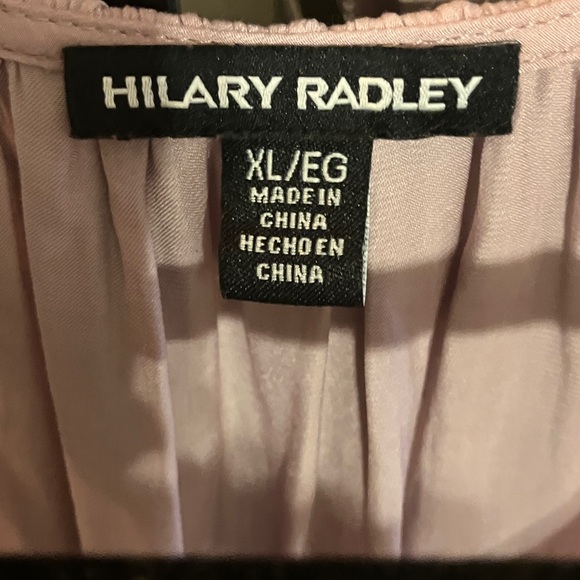 HILARY RADLEY
XL/EG
MADE IN
CHINA
HECHO EN
CHINA